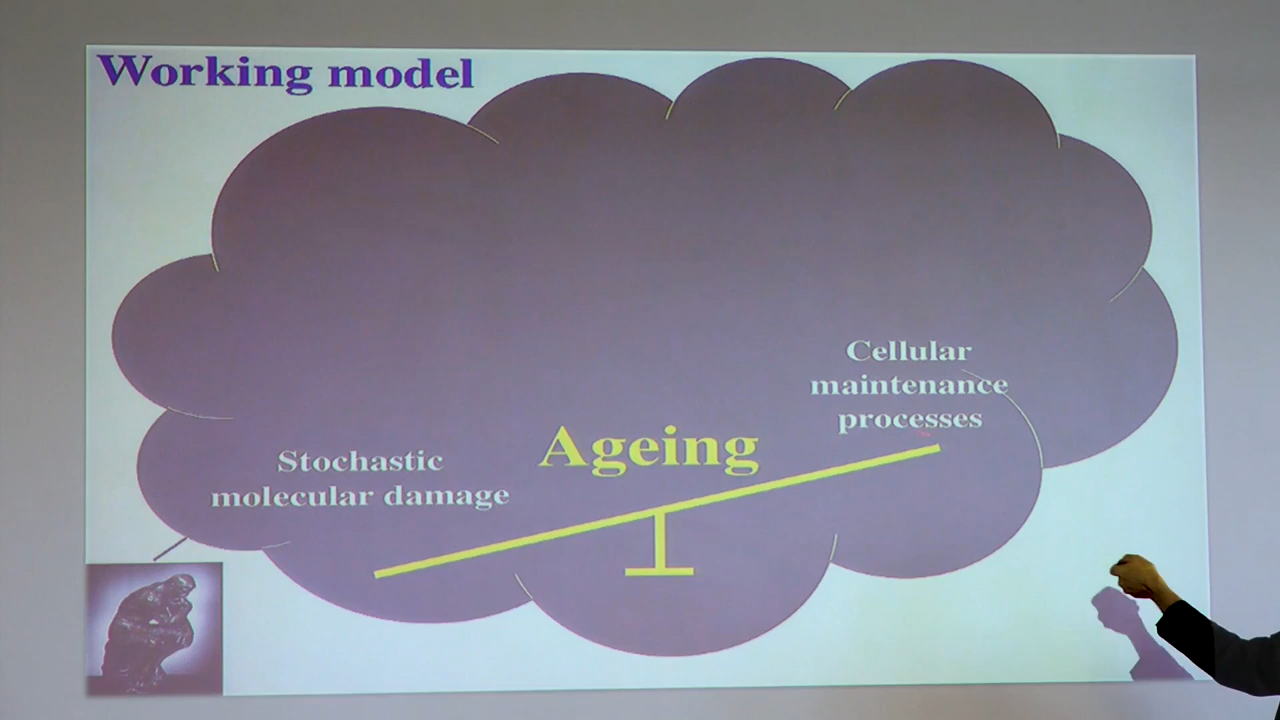 Working model
Cellular
maintenance
processes
Ageing
Stochastic
molecular damage